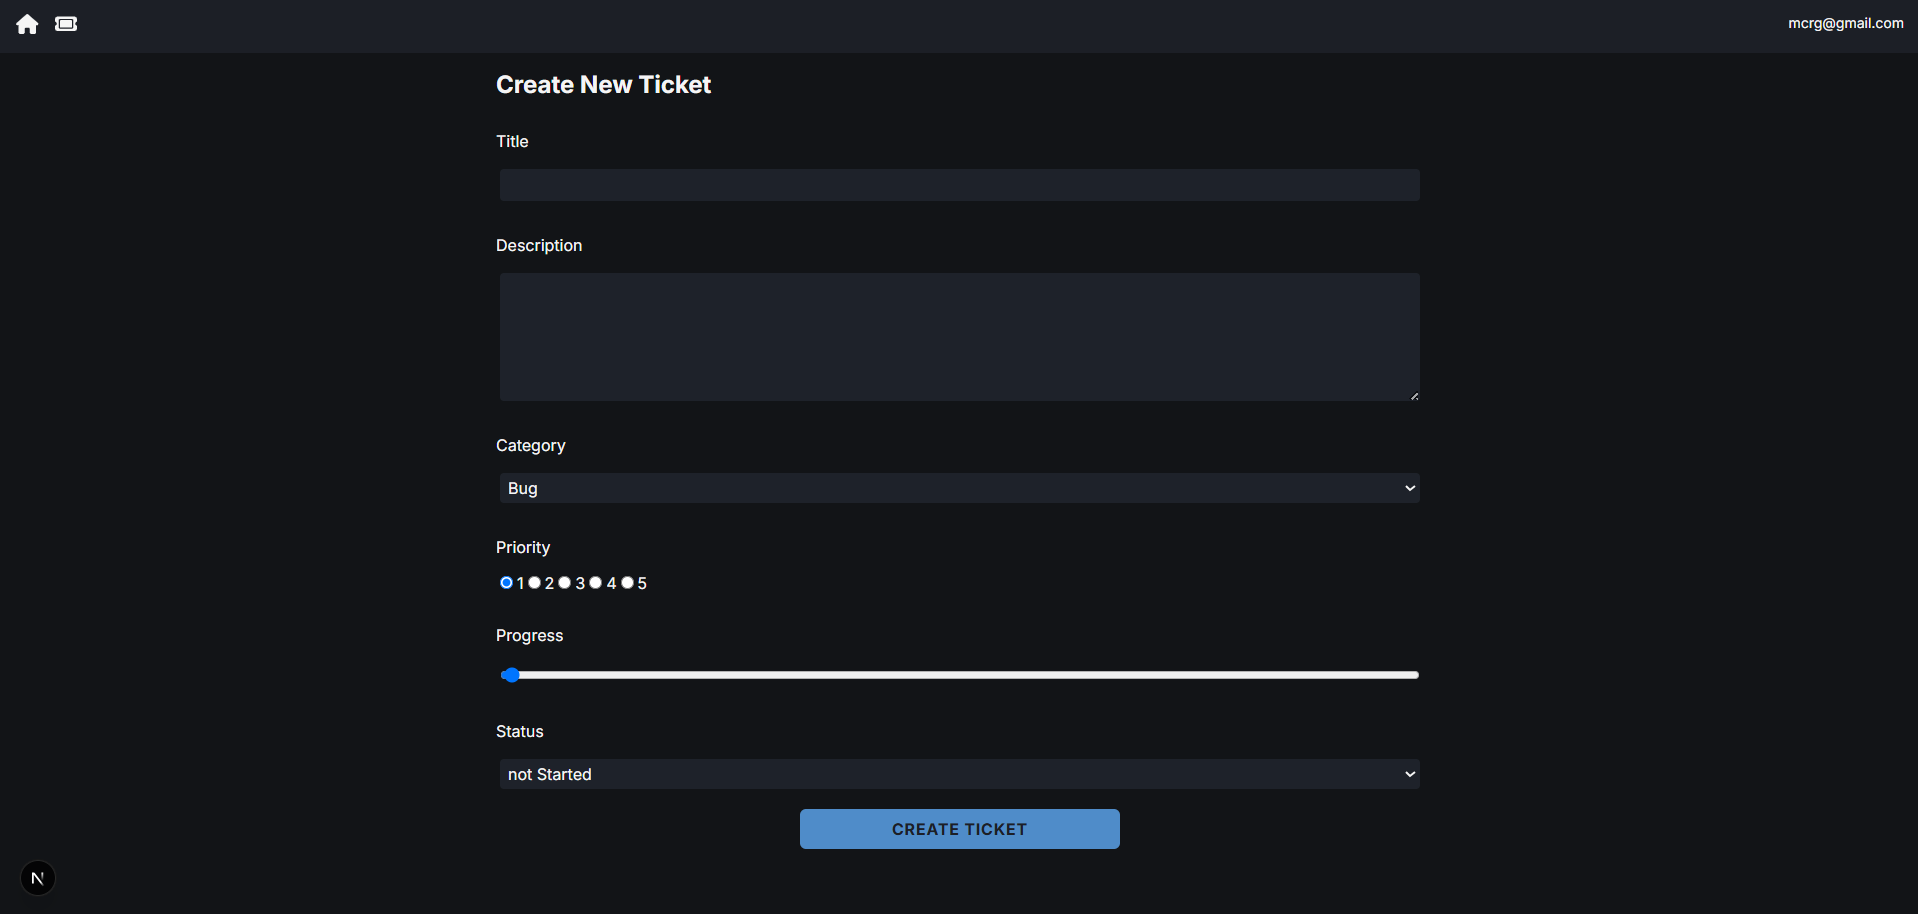 mcrg@gmail.com
Create New Ticket
Title
Description
Category
Bug
Priority
1 2 3 4 5
Progress
Status
not Started
CREATE TICKET
N